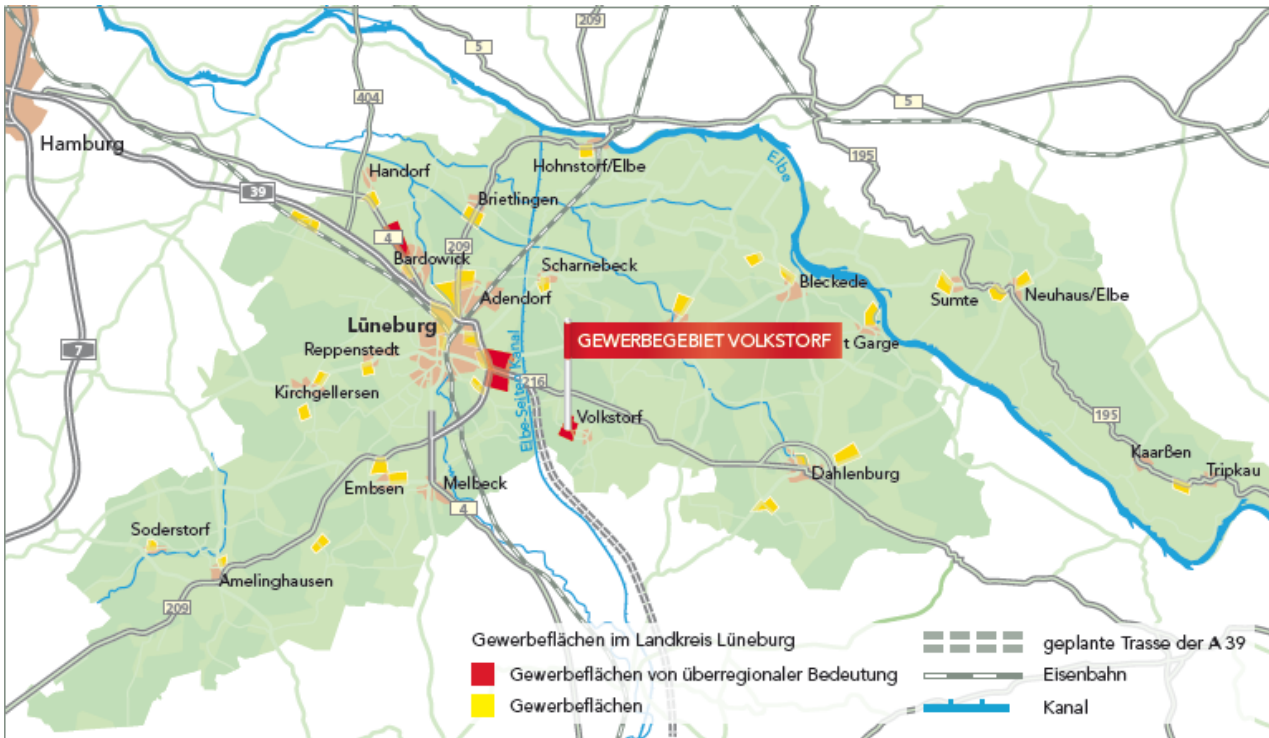 209
5
404
5
Hamburg
195
Hohnstorf/Elbe
Elbe
Handorf
39
Brietlingen
4
209
Bardowick
Scharnebeck
Bleckede
Adendorf
Sumte
Neuhaus/Elbe
Lüneburg
GEWERBEGEBIET VOLKSTORF
Garge
7
Reppenstedt
216
Kirchgellersen
Elbe-Seiten Kanal
Volkstorf
195
Kaarßen
Dahlenburg
Tripkau
Embsen
Melbeck
4
Soderstorf
Amelinghausen
209
Gewerbeflächen im Landkreis Lüneburg
Gewerbeflächen von überregionaler Bedeutung
Gewerbeflächen
geplante Trasse der A 39
Eisenbahn
Kanal